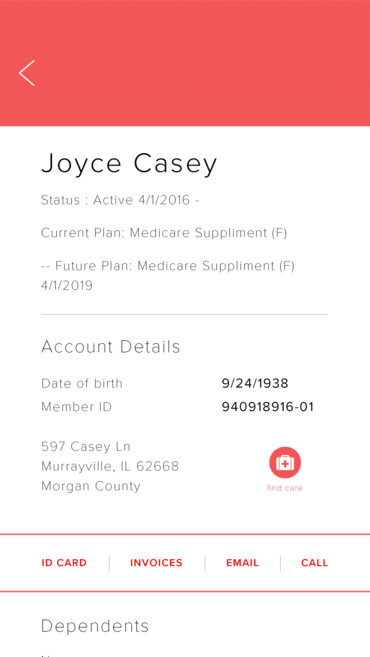 Joyce Casey
Status : Active 4/1/2016 -
Current Plan: Medicare Suppliment (F)
-- Future Plan: Medicare Suppliment (F)
4/1/2019
Account Details
Date of birth 9/24/1938
Member ID 940918916-01
597 Casey Ln
Murrayville, IL 62668
Morgan County
find care
ID CARD INVOICES EMAIL CALL
Dependents